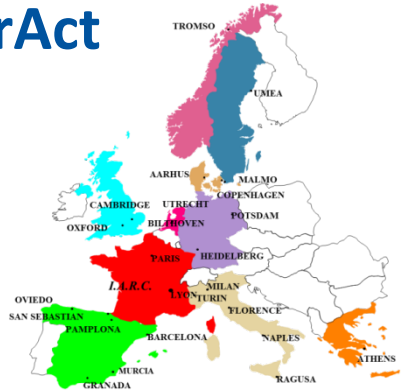 rAct
TROMSO
UMEA
AARHUS
MALMO
COPENHAGEN
CAMBRIDGE
UTRECHT
BILTHOVEN
POTSDAM
OXFORD
PARIS
HEIDELBERG
I.A.R.C.
LYON
MILAN
TURIN
OVIEDO
SAN SEBASTIAN
PAMPLONA
FLORENCE
BARCELONA
NAPLES
ATHENS
MURCIA
GRANADA
RAGUSA